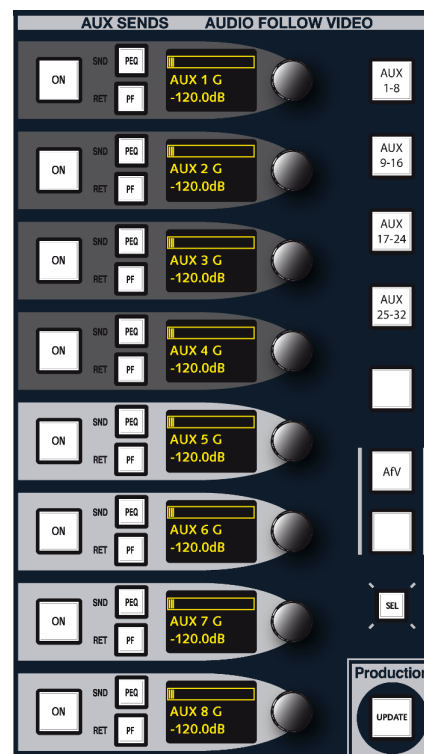 AUX SENDS AUDIO FOLLOW VIDEO
ON SND PEQ AUX 1 G
RET PF -120.0dB
AUX
1-8
ON SND PEQ AUX 2 G
RET PF -120.0dB
AUX
9-16
ON SND PEQ AUX 3 G
RET PF -120.0dB
AUX
17-24
ON SND PEQ AUX 4 G
RET PF -120.0dB
AUX
25-32
ON SND PEQ AUX 5 G
RET PF -120.0dB
AfV
ON SND PEQ AUX 6 G
RET PF -120.0dB
ON SND PEQ AUX 7 G
RET PF -120.0dB
SEL
ON SND PEQ AUX 8 G
RET PF -120.0dB
Production
UPDATE